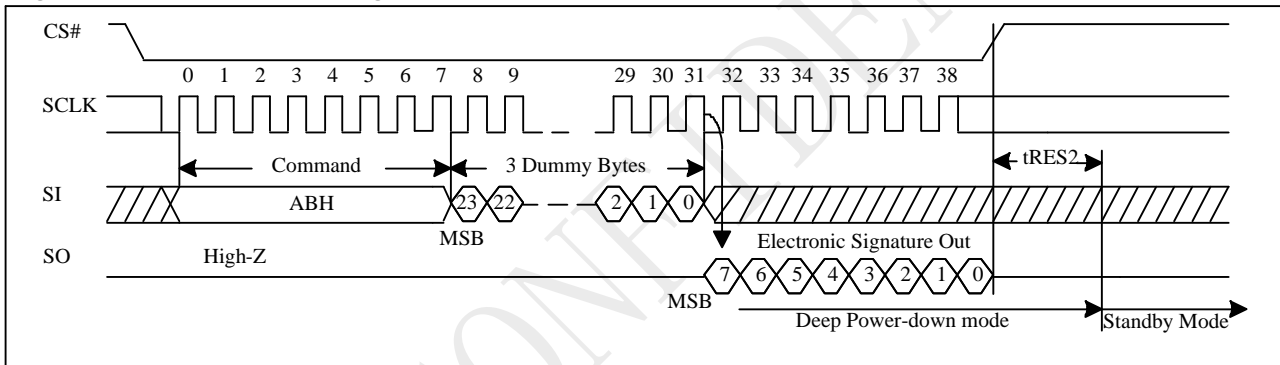 CS#
0 1 2 3 4 5 6 7 8 9 29 30 31 32 33 34 35 36 37 38
SCLK
Command 3 Dummy Bytes tRES2
SI ABH 23 22 2 1 0
MSB
SO High-Z Electronic Signature Out
7 6 5 4 3 2 1 0
MSB
Deep Power-down mode Standby Mode